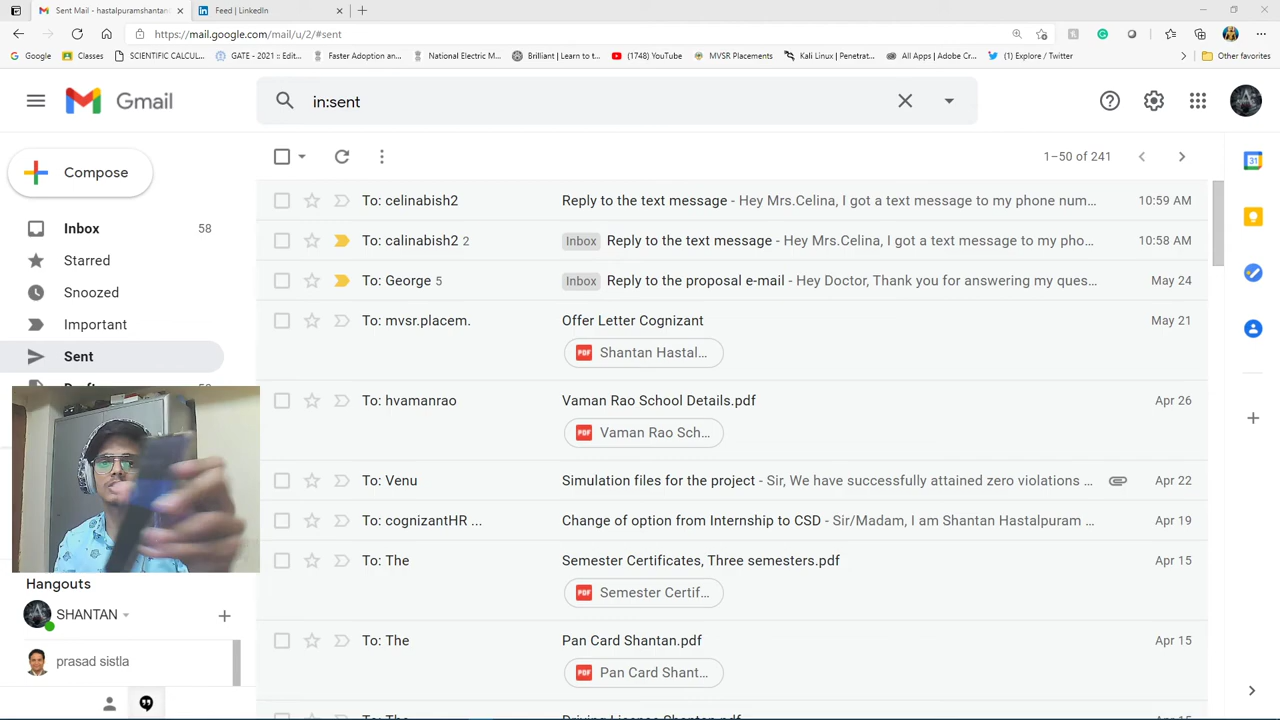 Sent Mail - hastalpuramshantan
Feed | LinkedIn
https://mail.google.com/mail/u/2/#sent
Google
Classes
SCIENTIFIC CALCUL...
GATE - 2021 ::
Faster Adoption an...
National Electric M...
Brilliant | Learn to t...
(1748) YouTube
MVSR Placements
Kali Linux | Penetrat...
All Apps | Adobe Cr...
(1) Explore / Twitter
Other favorites
Gmail
in:sent
Compose
1–50 of 241
31
Inbox 58
Starred
Snoozed
Important
Sent
To: celinabish2 Reply to the text message - Hey Mrs.Celina, I got a text message to my phone num... 10:59 AM
To: calinabish2 2 Inbox Reply to the text message - Hey Mrs.Celina, I got a text message to my pho... 10:58 AM
To: George 5 Inbox Reply to the proposal e-mail - Hey Doctor, Thank you for answering my ques... May 24
To: mvsr.placem. Offer Letter Cognizant May 21
PDF Shantan Hastal...
To: hvamanrao Vaman Rao School Details.pdf Apr 26
PDF Vaman Rao Sch...
To: Venu Simulation files for the project - Sir, We have successfully attained zero violations ... Apr 22
To: cognizantHR ... Change of option from Internship to CSD - Sir/Madam, I am Shantan Hastalpuram ... Apr 19
To: The Semester Certificates, Three semesters.pdf Apr 15
PDF Semester Certif...
To: The Pan Card Shantan.pdf Apr 15
PDF Pan Card Shant...
Hangouts
SHANTAN
prasad sistla